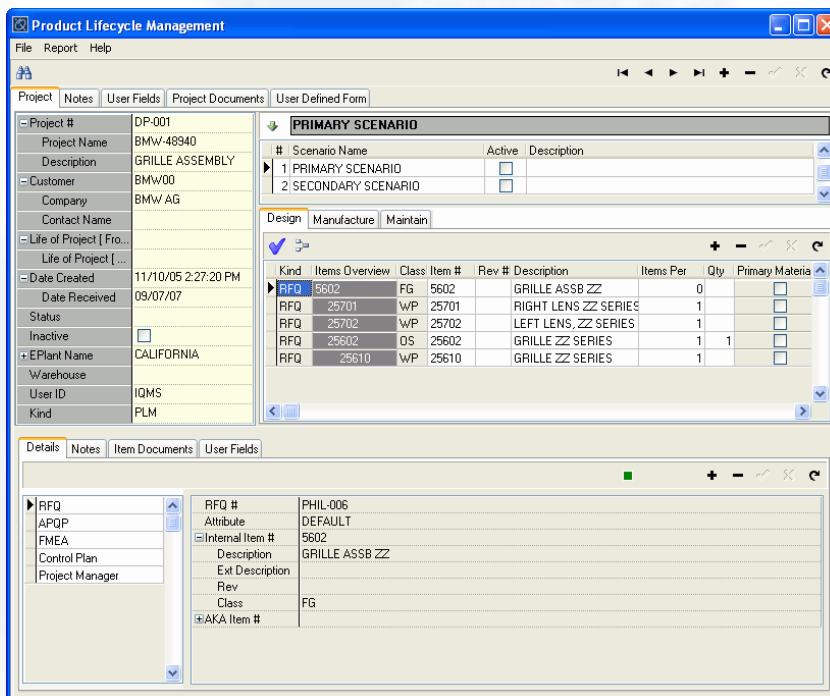 Product Lifecycle Management
File Report Help
Project Notes User Fields Project Documents User Defined Form
Project # DP-001
Project Name BMW-48940
Description GRILLE ASSEMBLY
Customer BMW00
Company BMW AG
Contact Name
Life of Project [ Fro...
Life of Project [ ...
Date Created 11/10/05 2:27:20 PM
Date Received 09/07/07
Status
Inactive
EPlant Name CALIFORNIA
Warehouse
User ID IQMS
Kind PLM
PRIMARY SCENARIO
# Scenario Name Active Description
1 PRIMARY SCENARIO
2 SECONDARY SCENARIO
Design Manufacture Maintain
Kind Items Overview Class Item # Rev # Description Items Per Qty Primary Materia
RFQ 5602 FG 5602 GRILLE ASSB ZZ 0
RFQ 25701 WP 25701 RIGHT LENS ZZ SERIES 1
RFQ 25702 WP 25702 LEFT LENS, ZZ SERIES 1
RFQ 25602 OS 25602 GRILLE ZZ SERIES 1 1
RFQ 25610 WP 25610 GRILLE ZZ SERIES 1
Details Notes Item Documents User Fields
RFQ
APQP
FMEA
Control Plan
Project Manager
RFQ # PHIL-006
Attribute DEFAULT
Internal Item # 5602
Description GRILLE ASSB ZZ
Ext Description
Rev
Class FG
AKA Item #